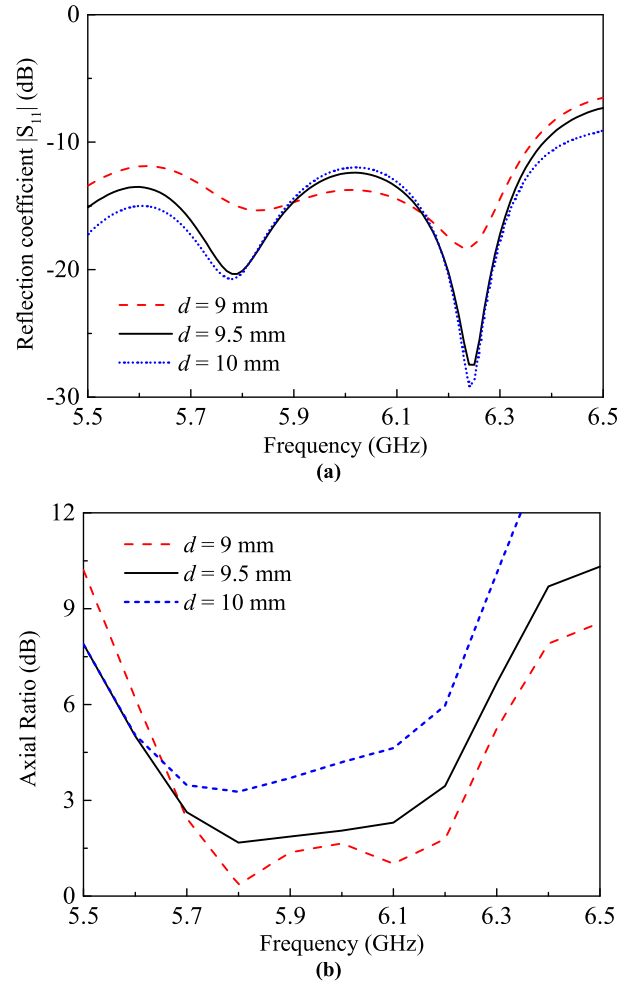 0
-10
-20
-30
Reflection coefficient |S11| (dB)
d = 9 mm
d = 9.5 mm
d = 10 mm
5.5 5.7 5.9 6.1 6.3 6.5
Frequency (GHz)
(a)
12
9
6
3
0
Axial Ratio (dB)
d = 9 mm
d = 9.5 mm
d = 10 mm
5.5 5.7 5.9 6.1 6.3 6.5
Frequency (GHz)
(b)